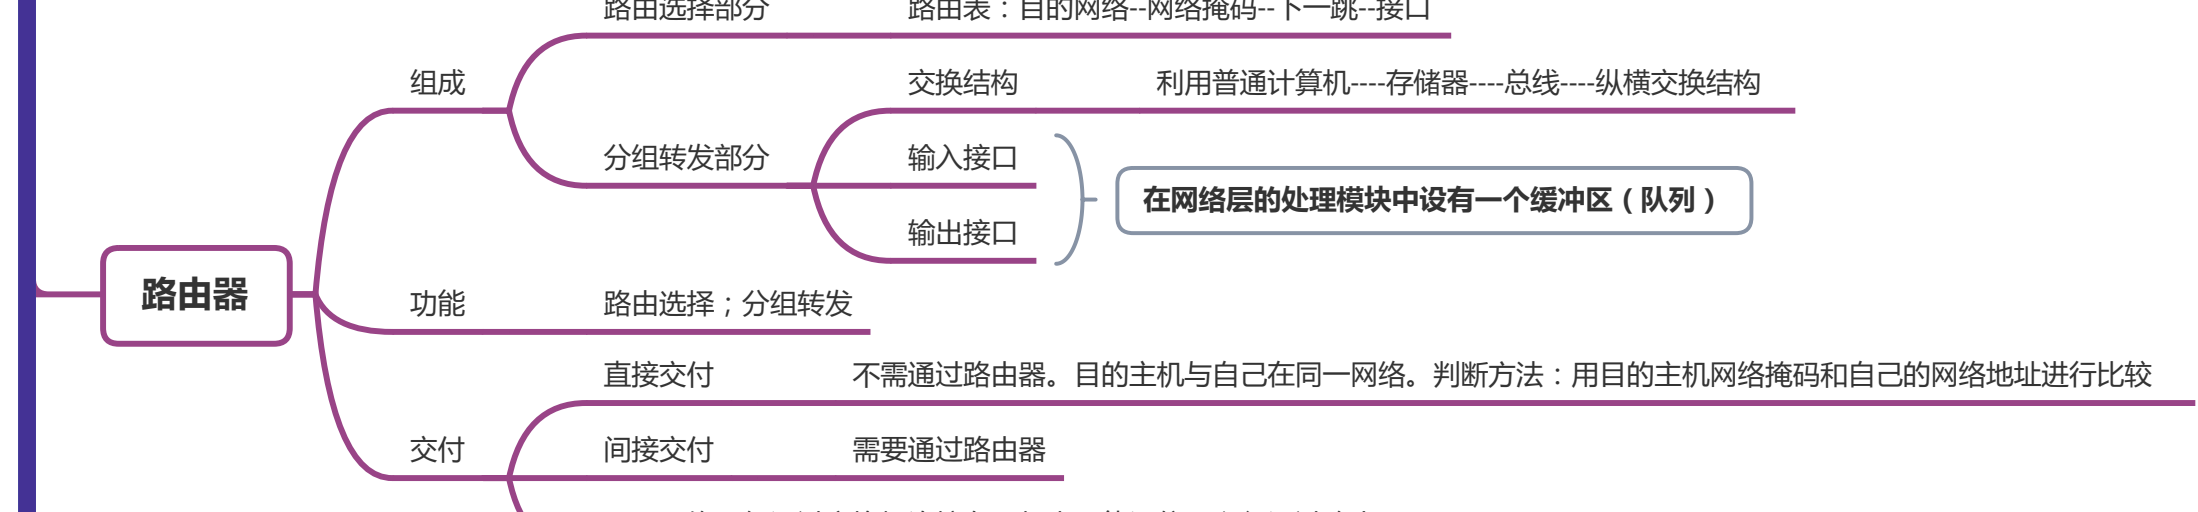 路由选择部分
路由表：目的网络--网络掩码--下一跳--接口
组成
交换结构
利用普通计算机----存储器----总线----纵横交换结构
分组转发部分
输入接口
在网络层的处理模块中设有一个缓冲区（队列）
输出接口
路由器
功能
路由选择；分组转发
直接交付
不需通过路由器。目的主机与自己在同一网络。判断方法：用目的主机网络掩码和自己的网络地址进行比较
交付
间接交付
需要通过路由器